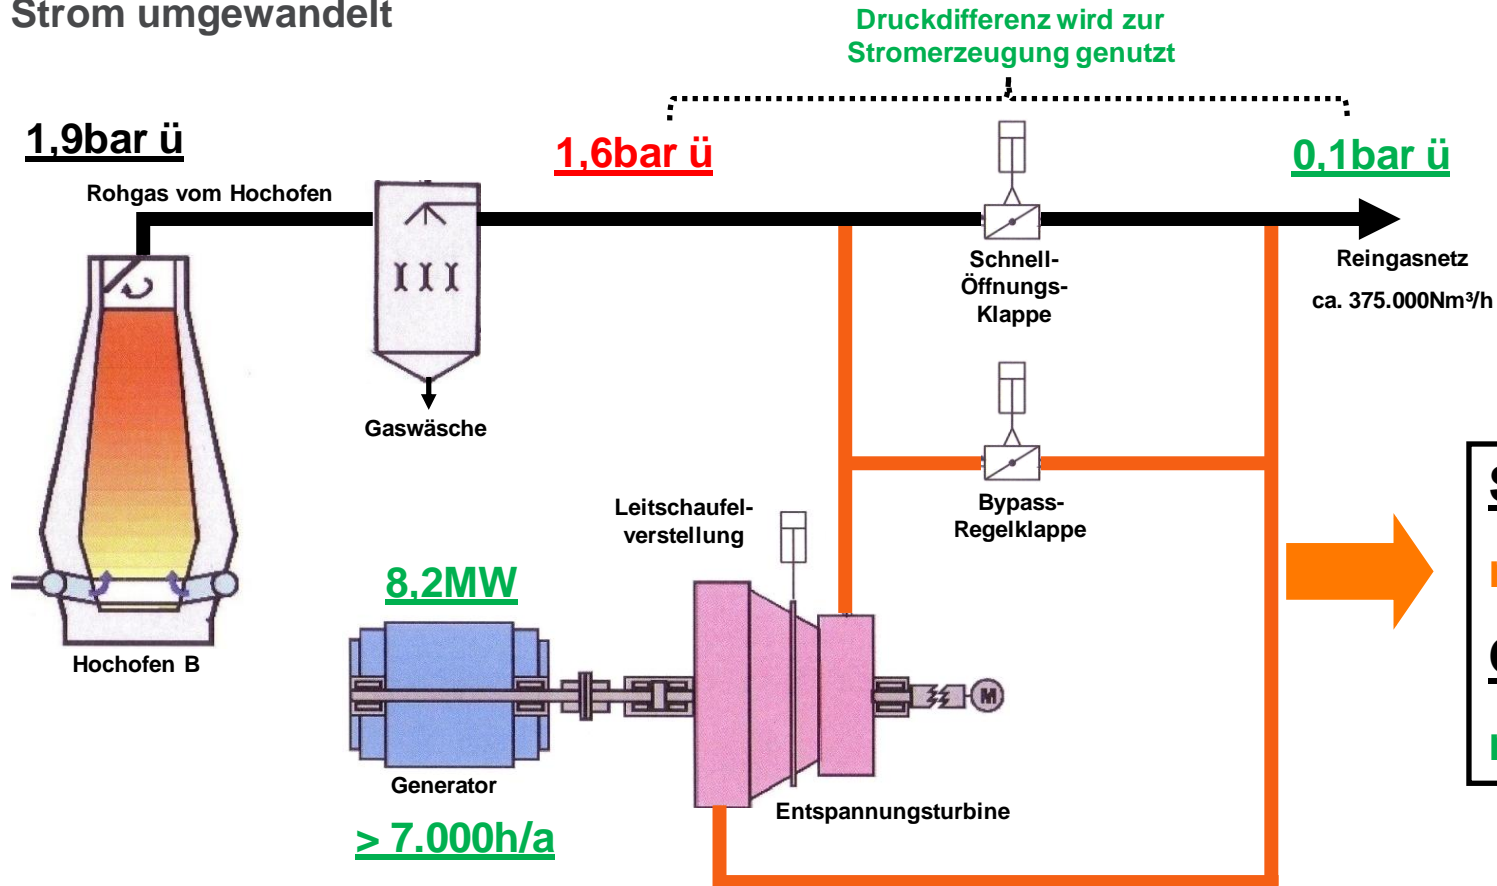 Strom umgewandelt
Druckdifferenz wird zur
Stromerzeugung genutzt
1,9bar ü
1,6bar ü
0,1bar ü
Rohgas vom Hochofen
Schnell-
Öffnungs-
Klappe
Reingasnetz
ca. 375.000Nm³/h
Gaswäsche
Leitschaufel-
verstellung
Bypass-
Regelklappe
8,2MW
Hochofen B
M
Generator
Entspannungsturbine
> 7.000h/a